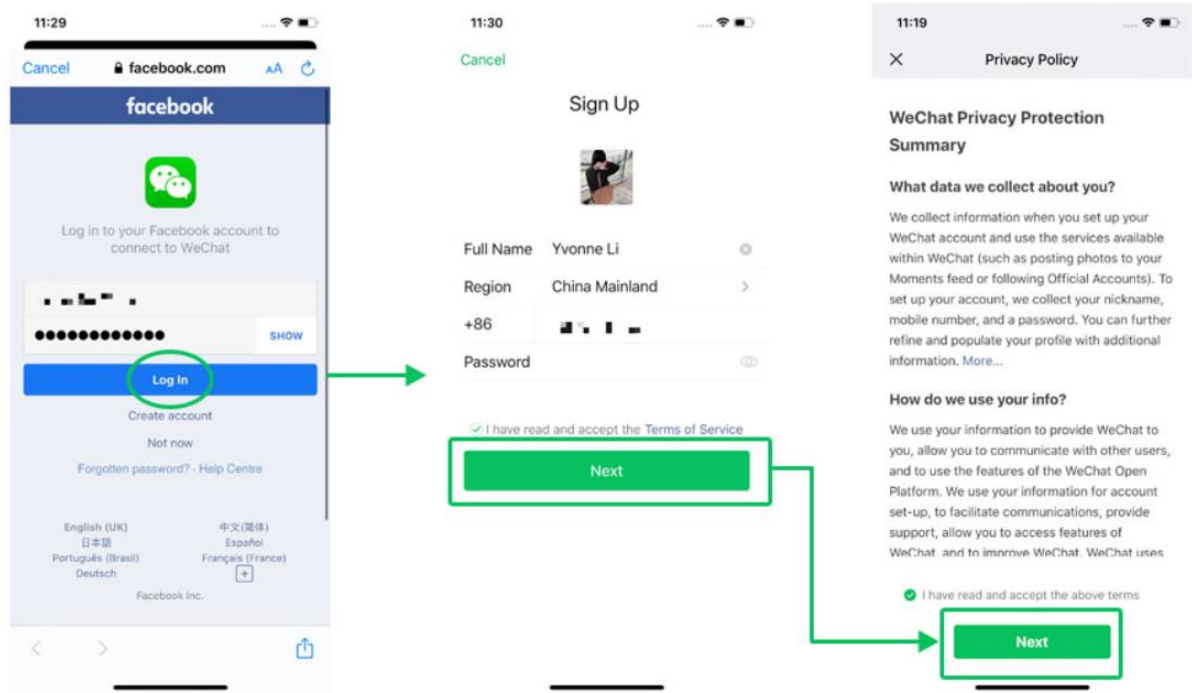 11:29
Cancel
facebook.com
AA
facebook
Log in to your Facebook account to
connect to WeChat
SHOW
Log In
Create account
Not now
Forgotten password? · Help Centre
English (UK)
中文(简体)
日本語
Español
Português (Brasil)
Français (France)
Deutsch
Facebook Inc.
11:30
Cancel
Sign Up
Full Name Yvonne Li
Region China Mainland
+86
Password
I have read and accept the Terms of Service
Next
11:19
Privacy Policy
WeChat Privacy Protection
Summary
What data we collect about you?
We collect information when you set up your
WeChat account and use the services available
within WeChat (such as posting photos to your
Moments feed or following Official Accounts). To
set up your account, we collect your nickname,
mobile number, and a password. You can further
refine and populate your profile with additional
information. More...
How do we use your info?
We use your information to provide WeChat to
you, allow you to communicate with other users,
and to use the features of the WeChat Open
Platform. We use your information for account
set-up, to facilitate communications, provide
support, allow you to access features of
WeChat, and to improve WeChat. WeChat uses
I have read and accept the above terms
Next